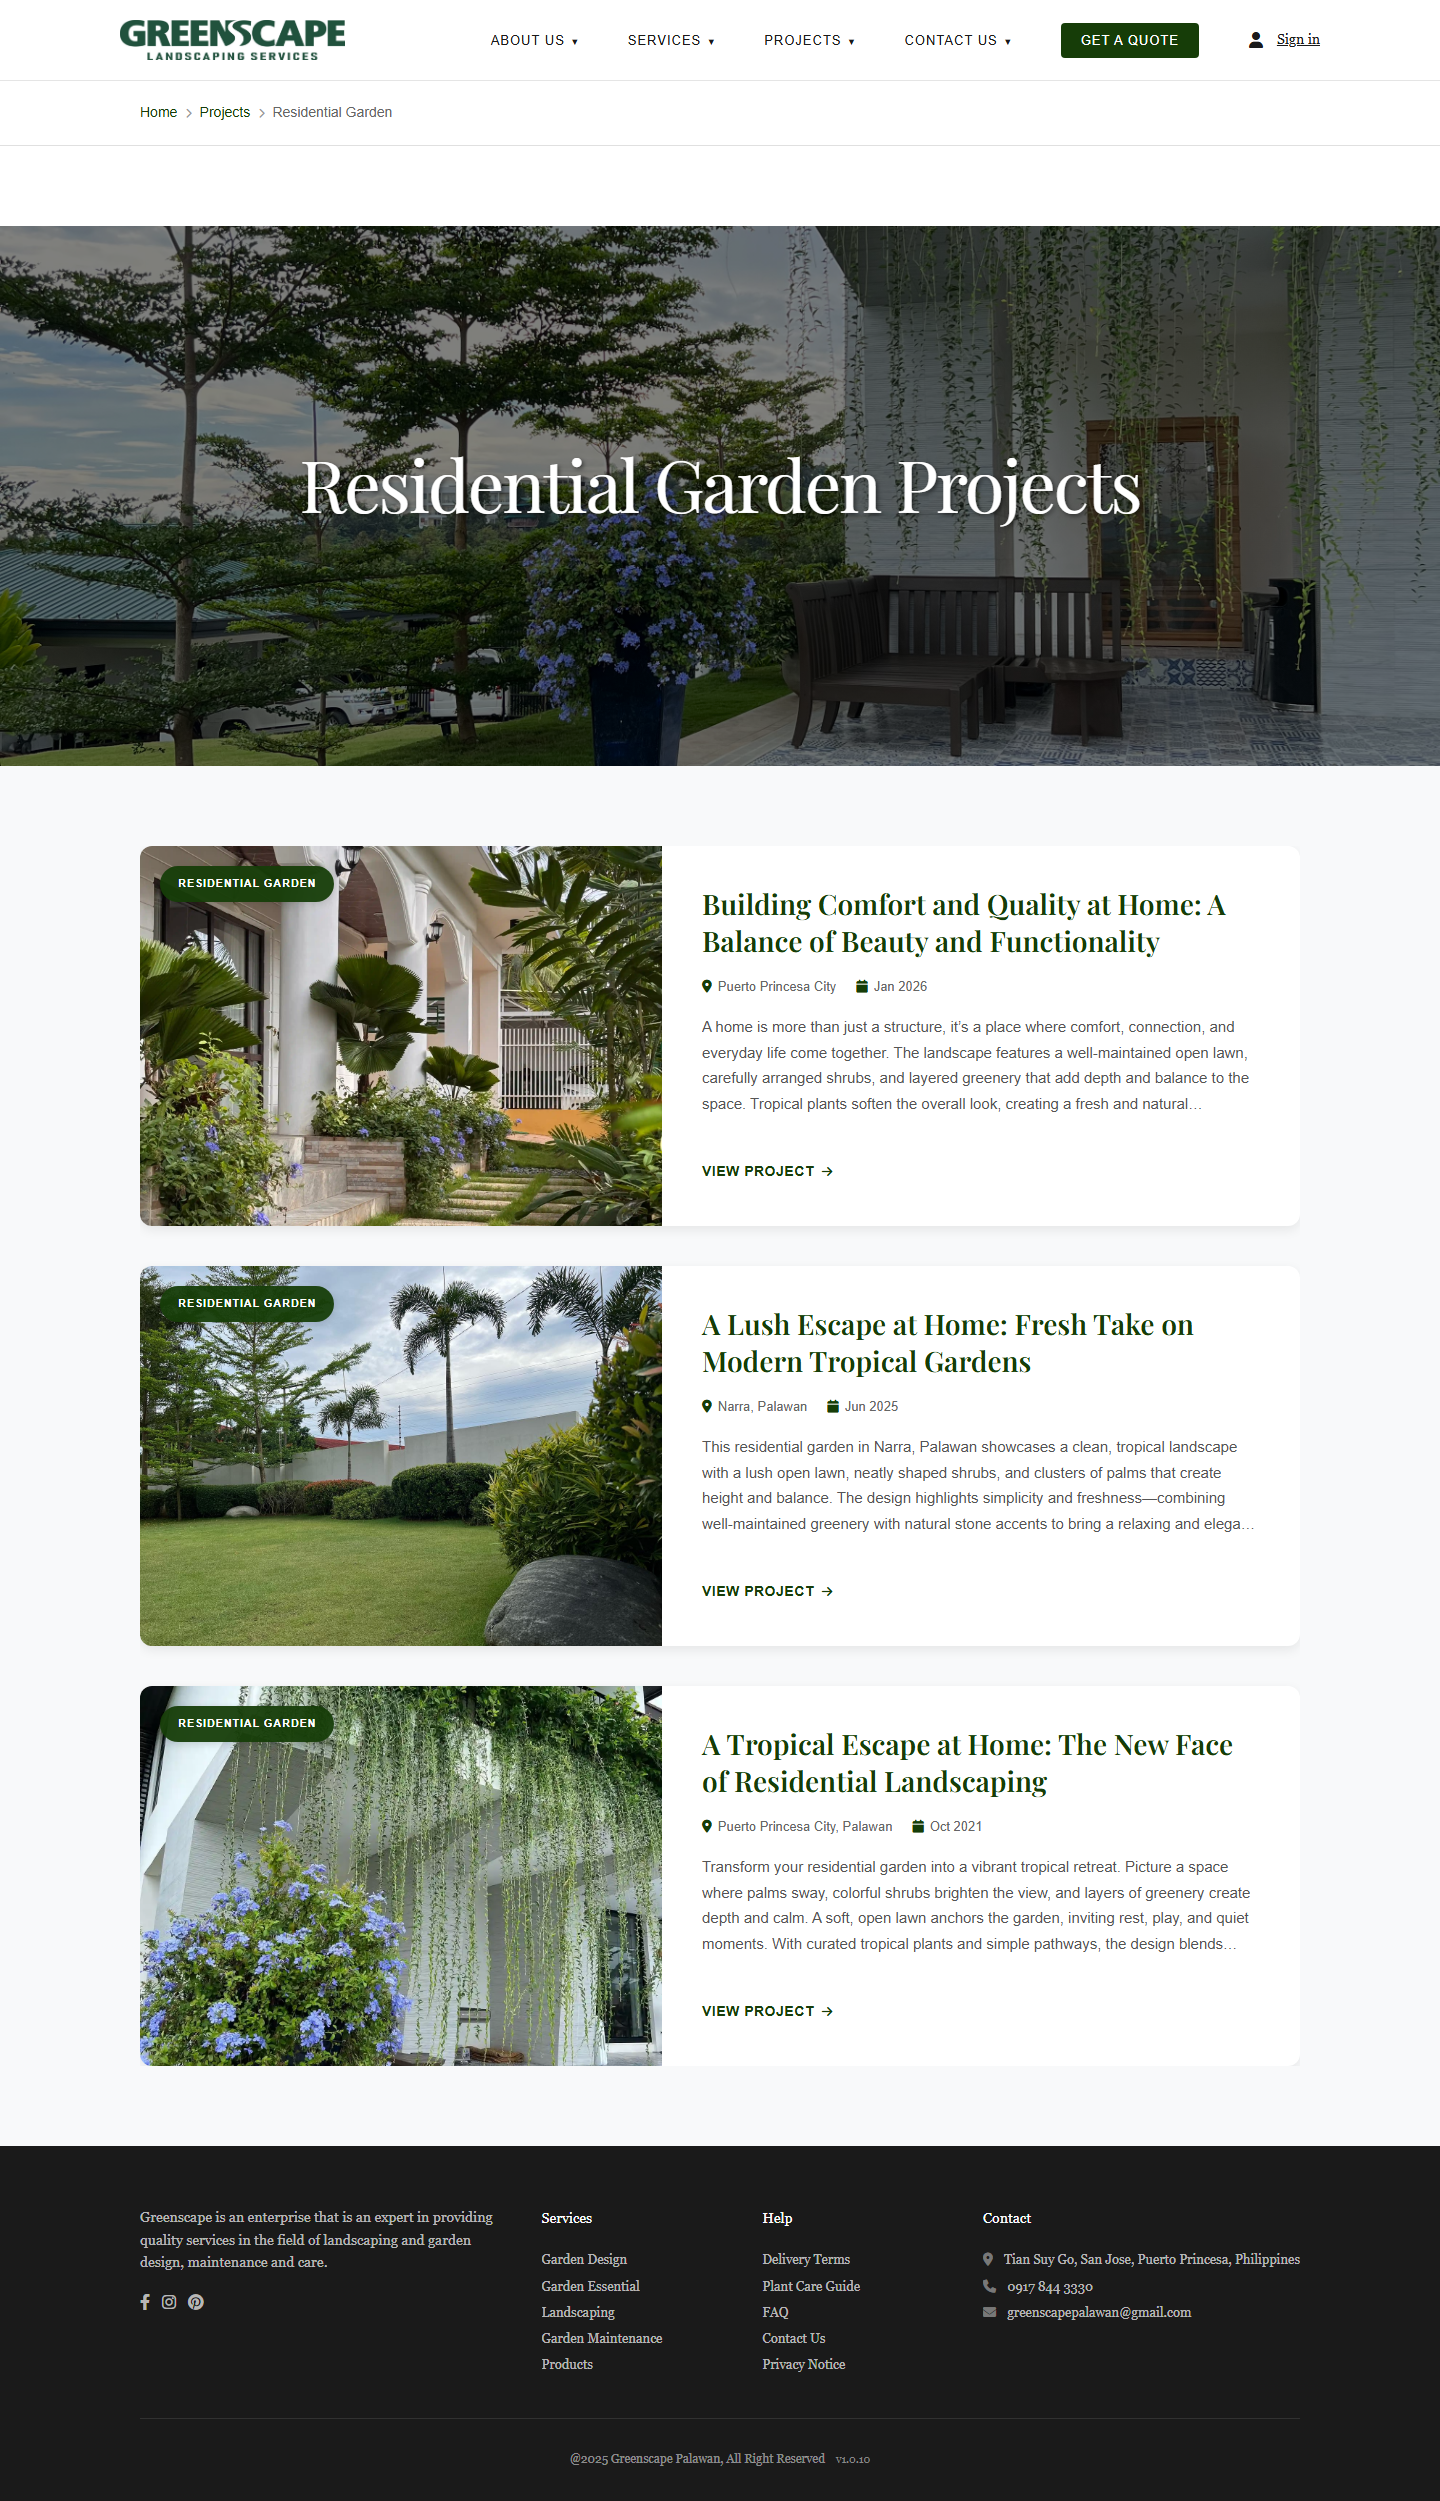 GREENSCAPE
LANDSCAPING SERVICES
ABOUT US ▾
SERVICES ▾
PROJECTS ▾
CONTACT US ▾
GET A QUOTE
Sign in
Home > Projects > Residential Garden
Residential Garden Projects
RESIDENTIAL GARDEN
Building Comfort and Quality at Home: A
Balance of Beauty and Functionality
Puerto Princesa City
Jan 2026
A home is more than just a structure, it’s a place where comfort, connection, and
everyday life come together. The landscape features a well-maintained open lawn,
carefully arranged shrubs, and layered greenery that add depth and balance to the
space. Tropical plants soften the overall look, creating a fresh and natural…
VIEW PROJECT →
RESIDENTIAL GARDEN
A Lush Escape at Home: Fresh Take on
Modern Tropical Gardens
Narra, Palawan
Jun 2025
This residential garden in Narra, Palawan showcases a clean, tropical landscape
with a lush open lawn, neatly shaped shrubs, and clusters of palms that create
height and balance. The design highlights simplicity and freshness—combining
well-maintained greenery with natural stone accents to bring a relaxing and elega…
VIEW PROJECT →
RESIDENTIAL GARDEN
A Tropical Escape at Home: The New Face
of Residential Landscaping
Puerto Princesa City, Palawan
Oct 2021
Transform your residential garden into a vibrant tropical retreat. Picture a space
where palms sway, colorful shrubs brighten the view, and layers of greenery create
depth and calm. A soft, open lawn anchors the garden, inviting rest, play, and quiet
moments. With curated tropical plants and simple pathways, the design blends…
VIEW PROJECT →
Greenscape is an enterprise that is an expert in providing
quality services in the field of landscaping and garden
design, maintenance and care.
Services
Garden Design
Garden Essential
Landscaping
Garden Maintenance
Products
Help
Delivery Terms
Plant Care Guide
FAQ
Contact Us
Privacy Notice
Contact
Tian Suy Go, San Jose, Puerto Princesa, Philippines
0917 844 3330
greenscapepalawan@gmail.com
@2025 Greenscape Palawan, All Right Reserved v1.0.10